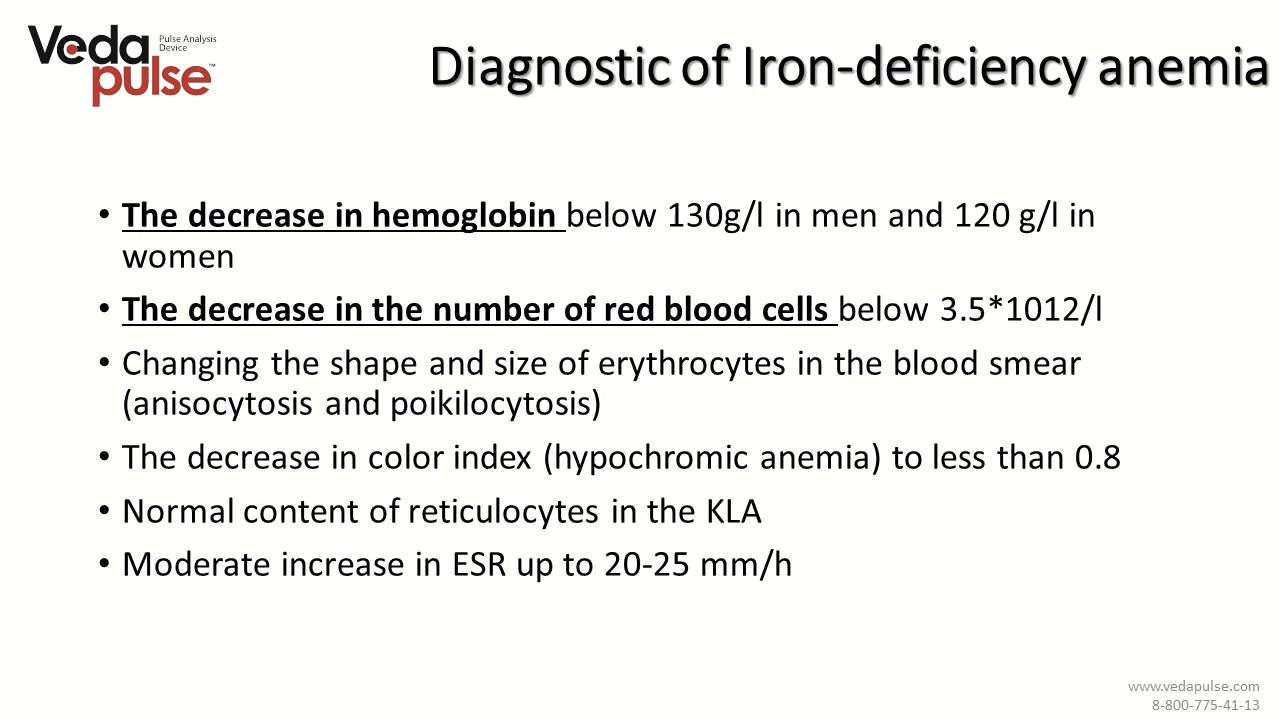 Veda
pulse™
Pulse Analysis
Device
Diagnostic of Iron-deficiency anemia
• The decrease in hemoglobin below 130g/l in men and 120 g/l in
women
• The decrease in the number of red blood cells below 3.5*1012/l
• Changing the shape and size of erythrocytes in the blood smear
(anisocytosis and poikilocytosis)
• The decrease in color index (hypochromic anemia) to less than 0.8
• Normal content of reticulocytes in the KLA
• Moderate increase in ESR up to 20-25 mm/h
www.vedapulse.com
8-800-775-41-13